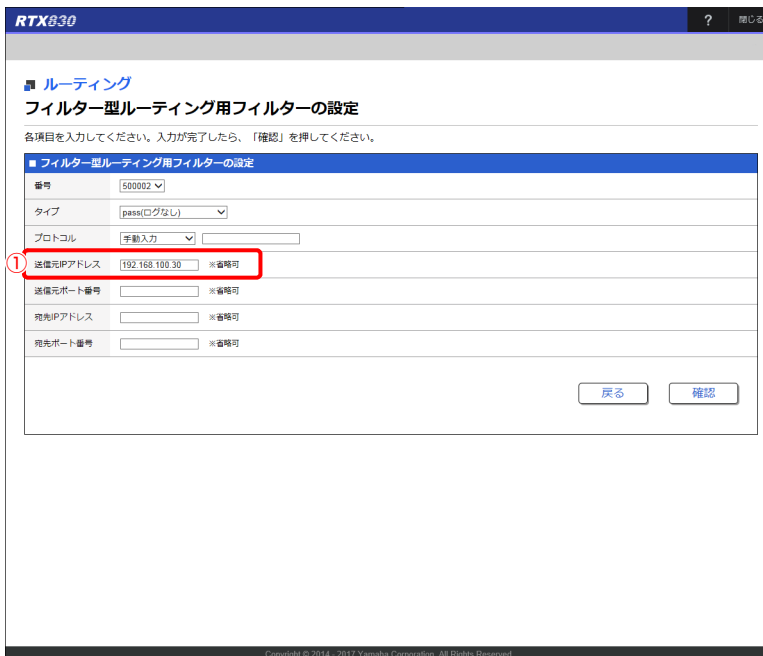 RTX830 ? 閉じる
ルーティング
フィルター型ルーティング用フィルターの設定
各項目を入力してください。入力が完了したら、「確認」を押してください。
■ フィルター型ルーティング用フィルターの設定
番号 500002
タイプ pass(ログなし)
プロトコル 手動入力
① 送信元IPアドレス 192.168.100.30 ※省略可
送信元ポート番号 ※省略可
宛先IPアドレス ※省略可
宛先ポート番号 ※省略可
戻る 確認
Copyright © 2014 - 2017 Yamaha Corporation. All Rights Reserved.